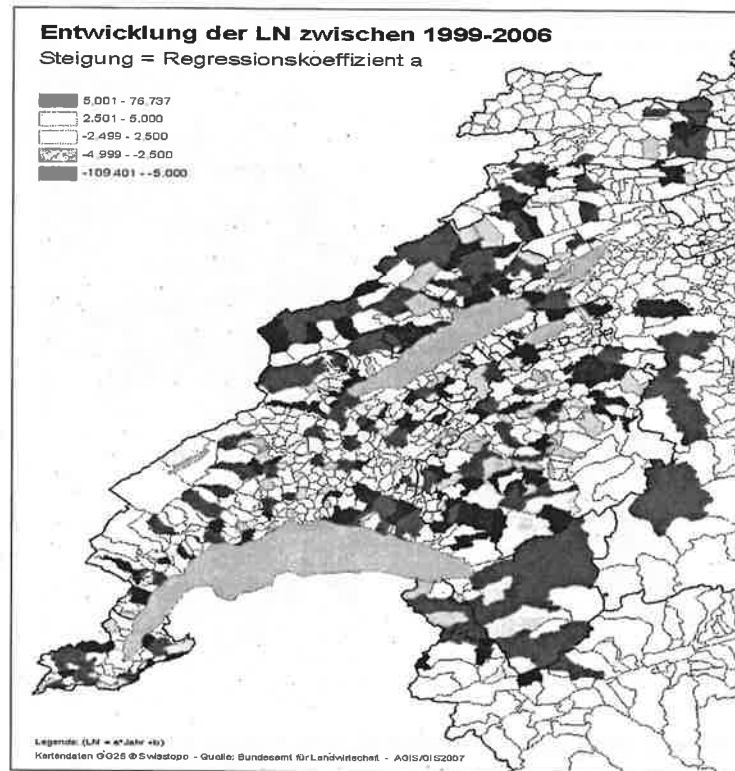 Entwicklung der LN zwischen 1999-2006
Steigung = Regressionskoeffizient a
5,001 - 76,737
2,501 - 5,000
-2,499 - 2,500
-4,999 - -2,500
-109,401 - -5,000
Legende: (LN = a*Jahr +b)
Kartendaten GG25 © Swisstopo - Quelle: Bundesamt für Landwirtschaft - AGIS/GIS2007